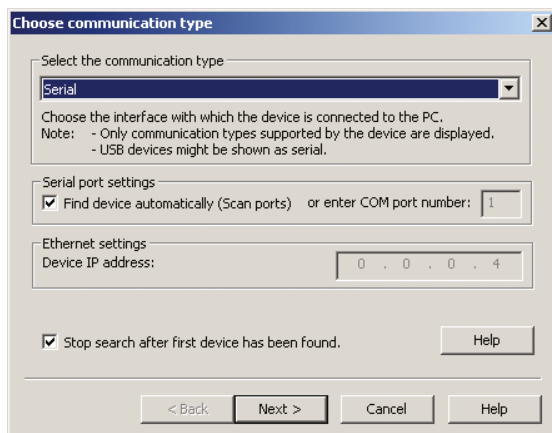 Choose communication type
Select the communication type
Serial
Choose the interface with which the device is connected to the PC.
Note: - Only communication types supported by the device are displayed.
- USB devices might be shown as serial.
Serial port settings
Find device automatically (Scan ports) or enter COM port number: 1
Ethernet settings
Device IP address: 0 . 0 . 0 . 4
Stop search after first device has been found. Help
< Back Next > Cancel Help